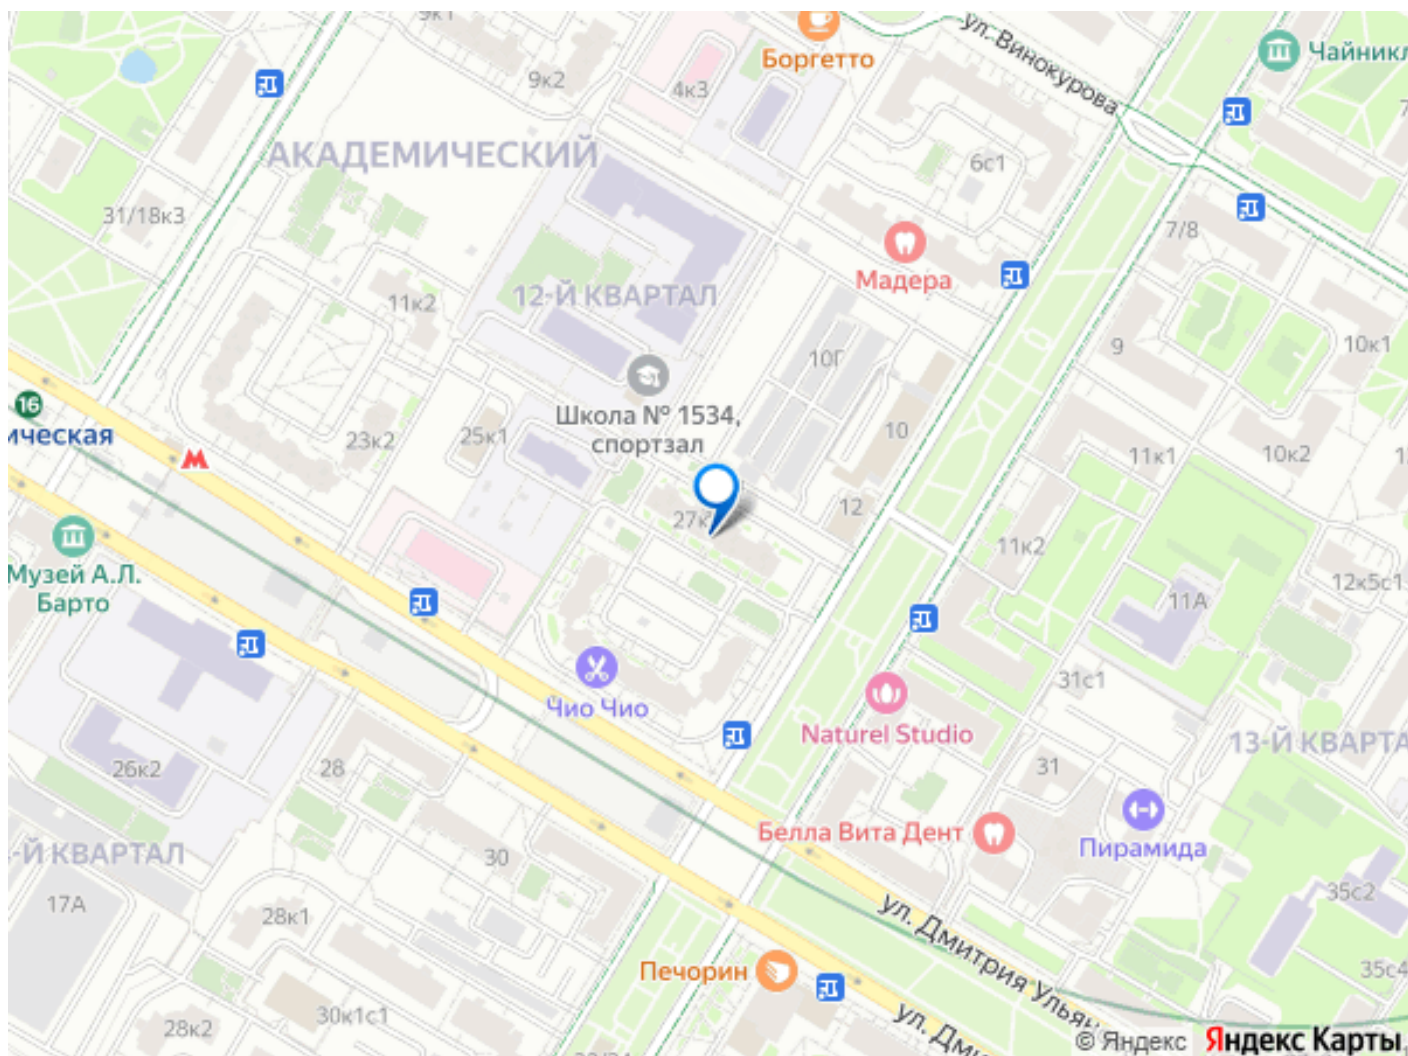 9к1
Боргетто
ул. Винокурова
Чайникл
9к2
4к3
АКАДЕМИЧЕСКИЙ
6с1
31/18к3
7/8
Мадера
12-Й КВАРТАЛ
11к2
10Г
9
10к1
16
ическая
Школа № 1534,
спортзал
23к2
25к1
10
11к1
10к2
27к
12
11к2
Музей А.Л.
Барто
12к5с1
11А
31с1
Чио Чио
Naturel Studio
13-Й КВАРТА
26к2
28
31
Белла Вита Дент
Пирамида
-Й КВАРТАЛ
30
17А
28к1
35с2
ул. Дмитрия Ульян
Печорин
35с4
28к2
30к1с1
ул. Дми
© Яндекс Яндекс Карты